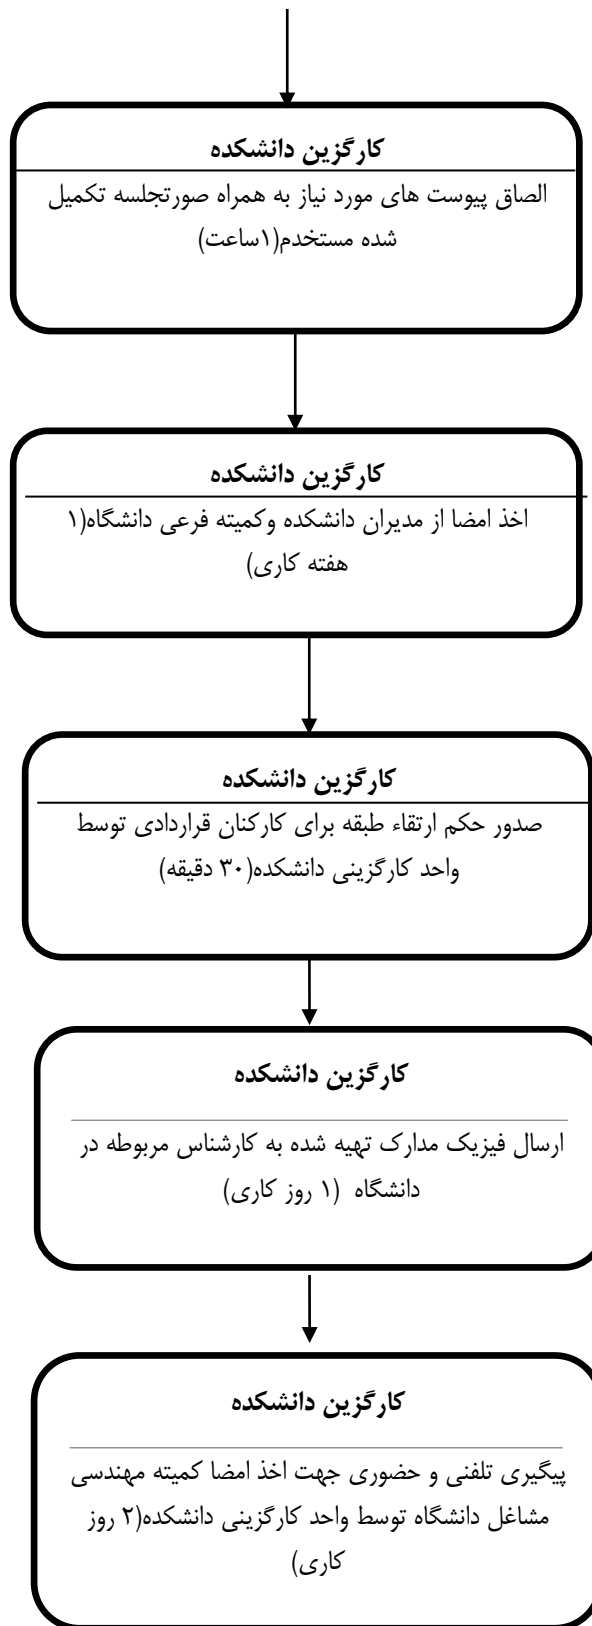 کارگزین دانشکده
الصاق پیوست های مورد نیاز به همراه صورتجلسه تکمیل
شده مستخدم(۱ساعت)
کارگزین دانشکده
اخذ امضا از مدیران دانشکده وکمیته فرعی دانشگاه(۱
هفته کاری)
کارگزین دانشکده
صدور حکم ارتقاء طبقه برای کارکنان قراردادی توسط
واحد کارگزینی دانشکده(۳۰ دقیقه)
کارگزین دانشکده
ارسال فیزیک مدارک تهیه شده به کارشناس مربوطه در
دانشگاه (۱ روز کاری)
کارگزین دانشکده
پیگیری تلفنی و حضوری جهت اخذ امضا کمیته مهندسی
مشاغل دانشگاه توسط واحد کارگزینی دانشکده(۲ روز
کاری)